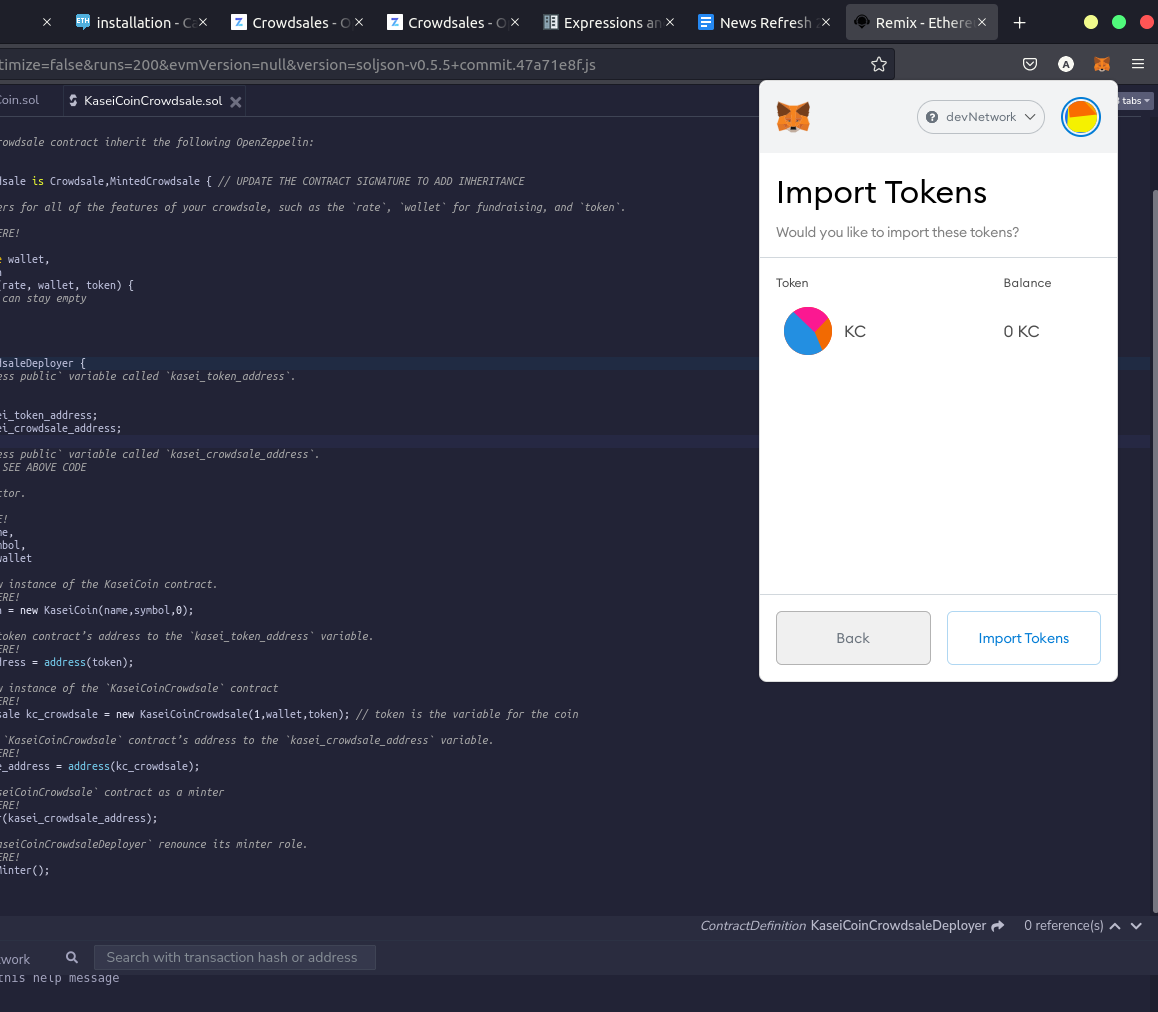 installation - Ca
Crowdsales - O
Crowdsales - O
Expressions an
News Refresh
Remix - Ethere
timize=false&runs=200&evmVersion=null&version=soljson-v0.5.5+commit.47a71e8f.js
oin.sol
KaseiCoinCrowdsale.sol
tabs
rowdsale contract inherit the following OpenZeppelin:
dsale is Crowdsale,MintedCrowdsale { // UPDATE THE CONTRACT SIGNATURE TO ADD INHERITANCE
ers for all of the features of your crowdsale, such as the `rate`, `wallet` for fundraising, and `token`.
ERE!
e wallet,
n
(rate, wallet, token) {
can stay empty
dsaleDeployer {
ess public` variable called `kasei_token_address`.
ei_token_address;
ei_crowdsale_address;
ess public` variable called `kasei_crowdsale_address`.
SEE ABOVE CODE
ctor.
E!
me,
mbol,
wallet
w instance of the KaseiCoin contract.
ERE!
n = new KaseiCoin(name,symbol,0);
token contract’s address to the `kasei_token_address` variable.
ERE!
dress = address(token);
w instance of the `KaseiCoinCrowdsale` contract
ERE!
sale kc_crowdsale = new KaseiCoinCrowdsale(1,wallet,token); // token is the variable for the coin
`KaseiCoinCrowdsale` contract’s address to the `kasei_crowdsale_address` variable.
ERE!
e_address = address(kc_crowdsale);
seiCoinCrowdsale` contract as a minter
ERE!
r(kasei_crowdsale_address);
aseiCoinCrowdsaleDeployer` renounce its minter role.
ERE!
Minter();
devNetwork
Import Tokens
Would you like to import these tokens?
Token Balance
KC 0 KC
Back Import Tokens
ContractDefinition KaseiCoinCrowdsaleDeployer 0 reference(s)
twork Search with transaction hash or address
this help message